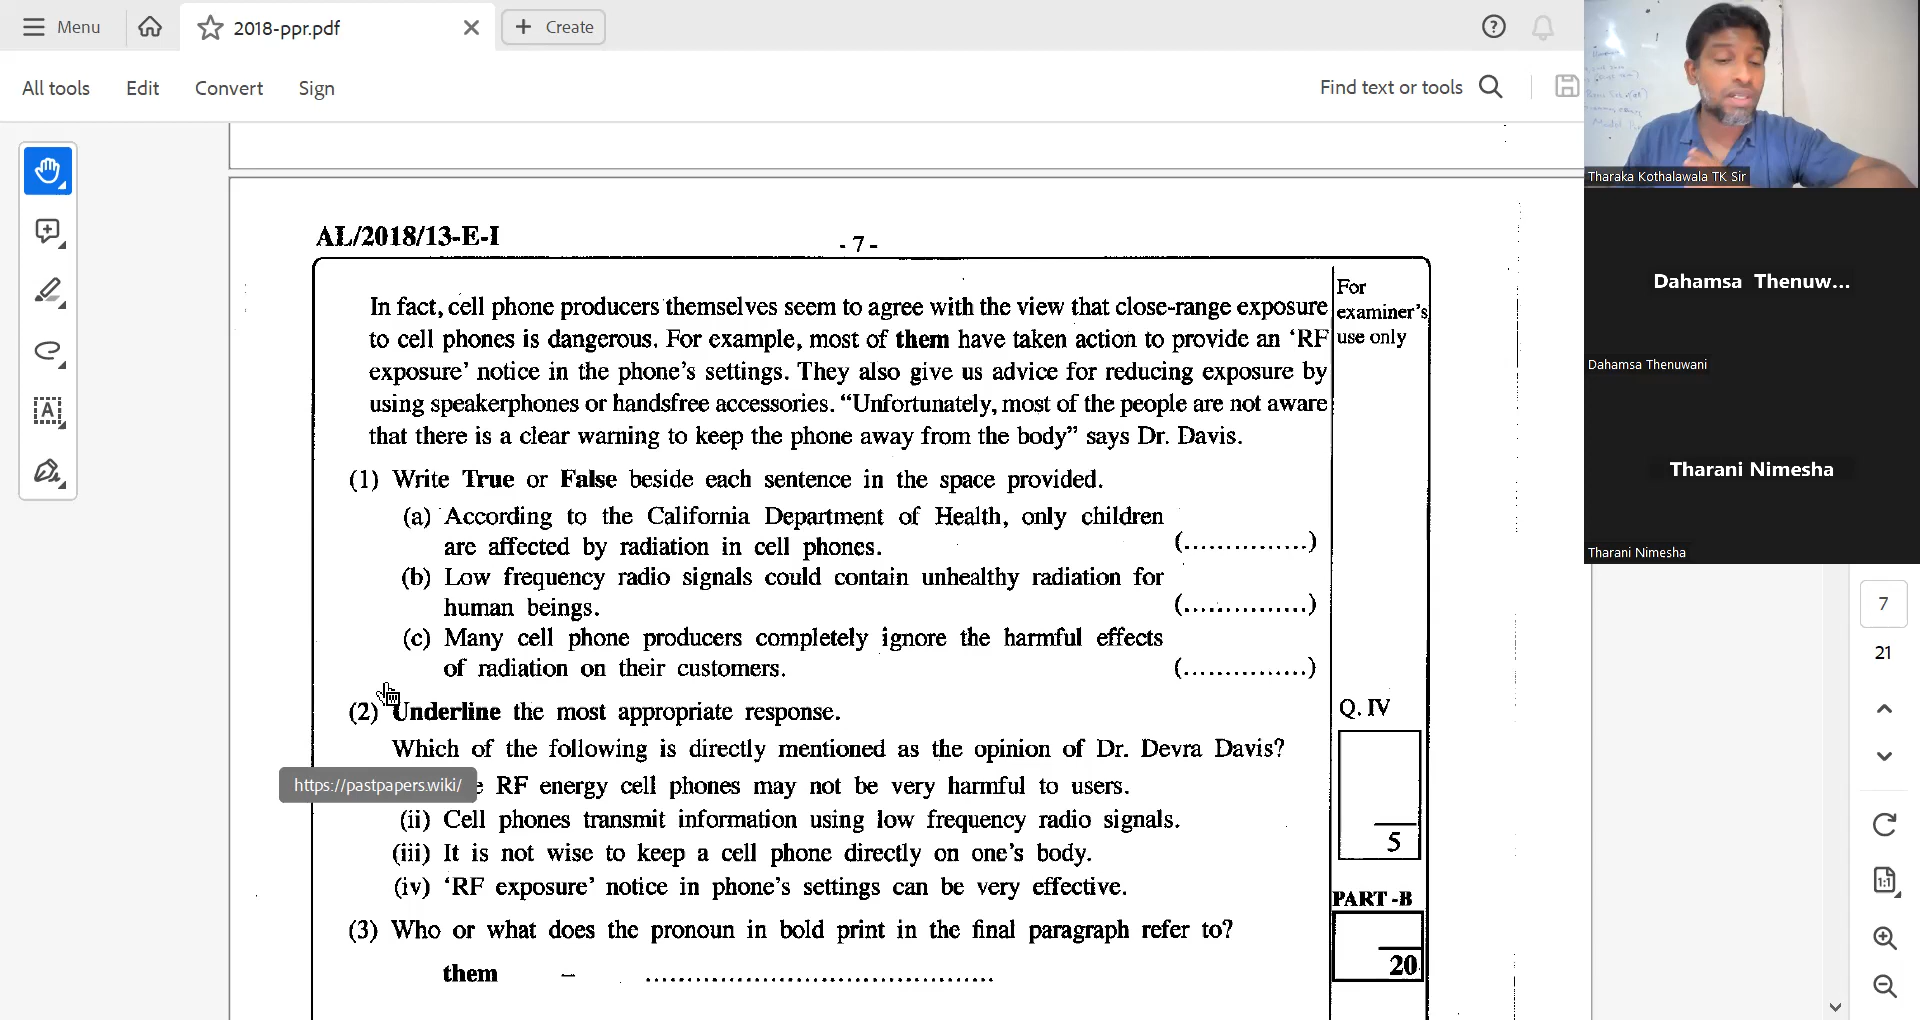 Menu
2018-ppr.pdf
Create
All tools
Edit
Convert
Sign
Find text or tools
AL/2018/13-E-I
- 7 -
In fact, cell phone producers themselves seem to agree with the view that close-range exposure
to cell phones is dangerous. For example, most of them have taken action to provide an ‘RF
exposure’ notice in the phone’s settings. They also give us advice for reducing exposure by
using speakerphones or handsfree accessories. “Unfortunately, most of the people are not aware
that there is a clear warning to keep the phone away from the body” says Dr. Davis.
For
examiner’s
use only
(1) Write True or False beside each sentence in the space provided.
(a) According to the California Department of Health, only children
are affected by radiation in cell phones. (...............)
(b) Low frequency radio signals could contain unhealthy radiation for
human beings. (...............)
(c) Many cell phone producers completely ignore the harmful effects
of radiation on their customers. (...............)
(2) Underline the most appropriate response.
Which of the following is directly mentioned as the opinion of Dr. Devra Davis?
https://pastpapers.wiki/
RF energy cell phones may not be very harmful to users.
(ii) Cell phones transmit information using low frequency radio signals.
(iii) It is not wise to keep a cell phone directly on one’s body.
(iv) ‘RF exposure’ notice in phone’s settings can be very effective.
(3) Who or what does the pronoun in bold print in the final paragraph refer to?
them – ..........................................
Q. IV
5
PART -B
20
Tharaka Kothalawala TK Sir
Dahamsa Thenuw...
Dahamsa Thenuwani
Tharani Nimesha
Tharani Nimesha
7
21
1:1